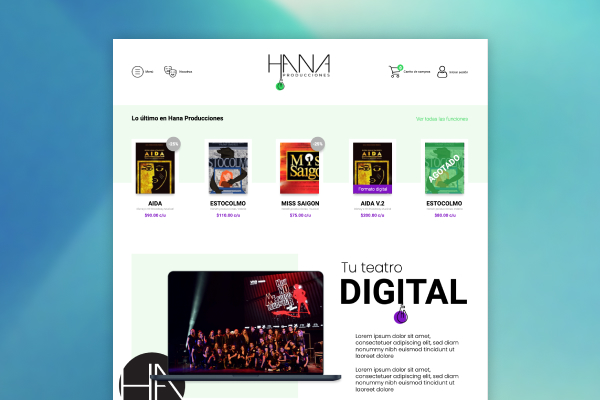 Menú
Nosotros
HANA
PRODUCCIONES
Carrito de compras
Iniciar sesión
Lo último en Hana Producciones
Ver todas las funciones
AIDA
ESTOCOLMO
Miss
Saigon
AIDA
Formato digital
AGOTADO
AIDA
ESTOCOLMO
MISS SAIGON
AIDA V.2
ESTOCOLMO
$90.00 c/u
$110.00 c/u
$75.00 c/u
$200.00 c/u
$80.00 c/u
Tu teatro
DIGITAL
Lorem ipsum dolor sit amet,
consectetuer adipiscing elit, sed diam
nonummy nibh euismod tincidunt ut
laoreet dolore
Lorem ipsum dolor sit amet,
consectetuer adipiscing elit, sed diam
nonummy nibh euismod tincidunt ut
laoreet dolore